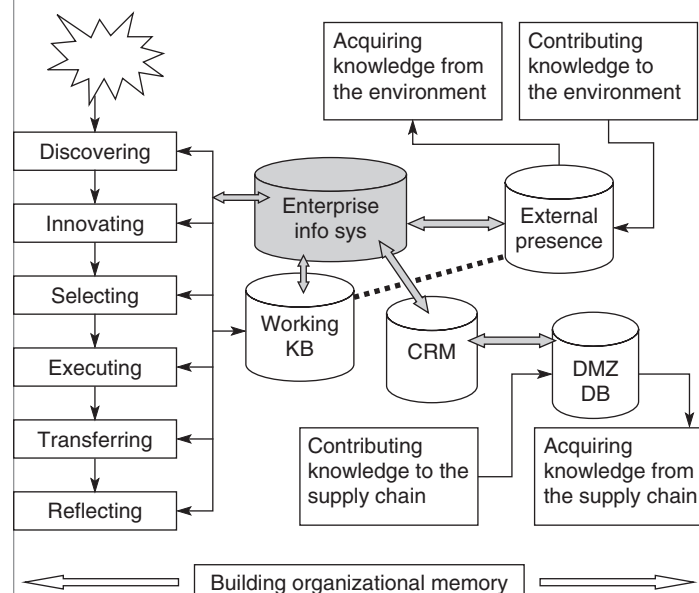 Acquiring
knowledge from
the environment
Contributing
knowledge to
the environment
Discovering
Innovating
Selecting
Executing
Transferring
Reflecting
Enterprise
info sys
External
presence
Working
KB
CRM
DMZ
DB
Contributing
knowledge to the
supply chain
Acquiring
knowledge from
the supply chain
Building organizational memory